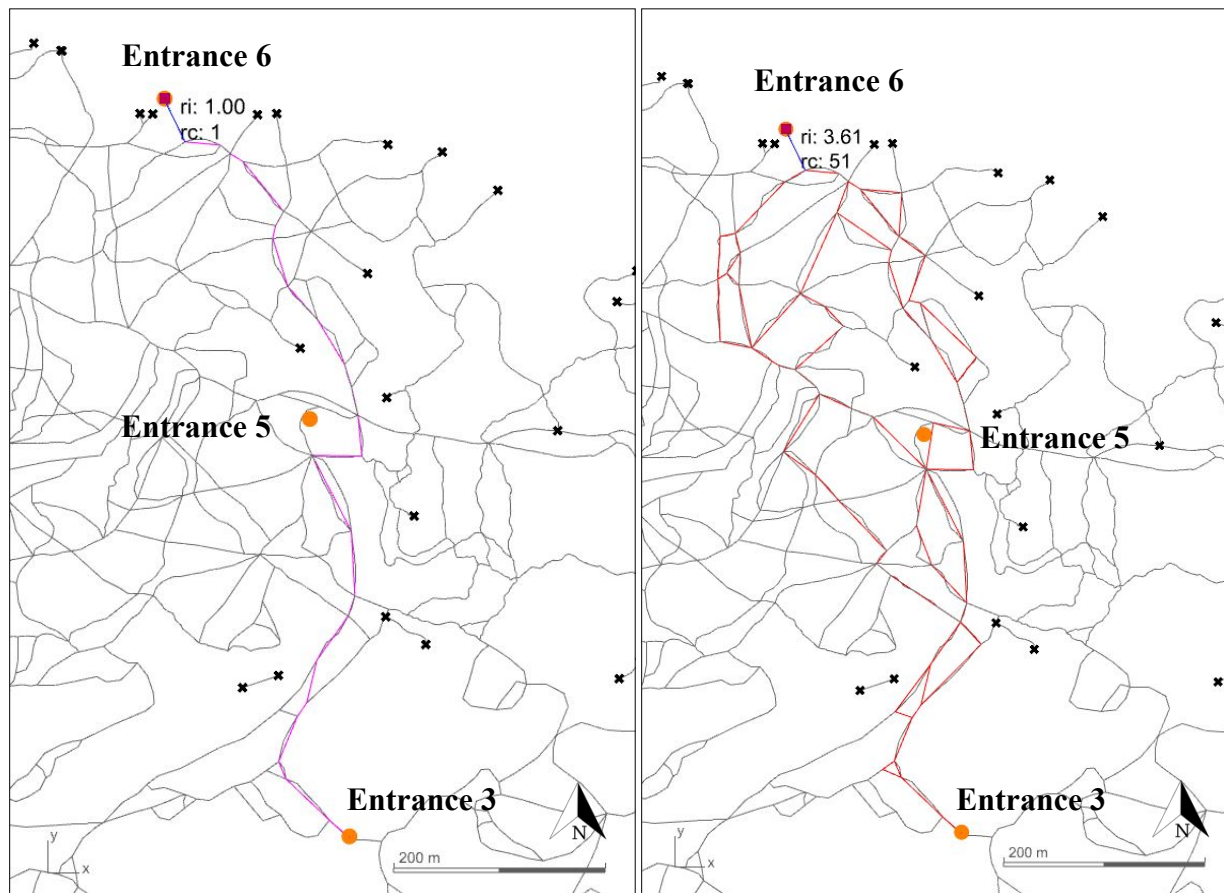 Entrance 6
ri: 1.00
rc: 1
Entrance 5
Entrance 3
N
y
x
200 m
Entrance 6
ri: 3.61
rc: 51
Entrance 5
Entrance 3
N
y
x
200 m